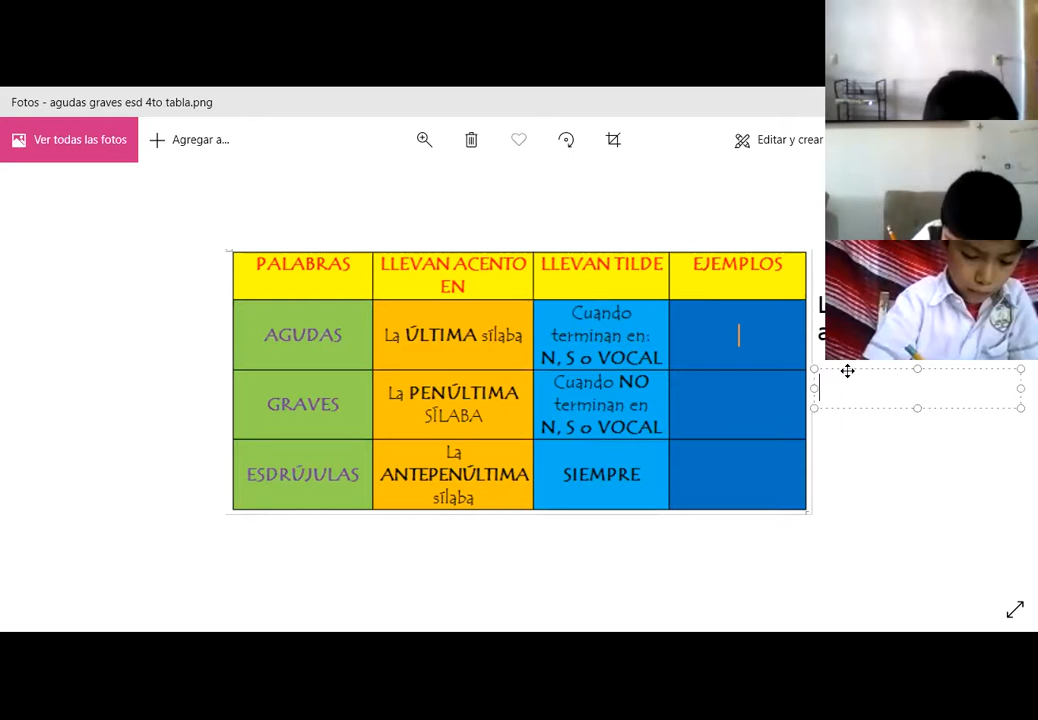 Fotos - agudas graves esd 4to tabla.png
Ver todas las fotos
Agregar a...
Editar y crear
PALABRAS
LLEVAN ACENTO
EN
LLEVAN TILDE
EJEMPLOS
AGUDAS
La ÚLTIMA sílaba
Cuando
terminan en:
N, S o VOCAL
GRAVES
La PENÚLTIMA
SÍLABA
Cuando NO
terminan en
N, S o VOCAL
ESDRÚJULAS
La
ANTEPENÚLTIMA
sílaba
SIEMPRE